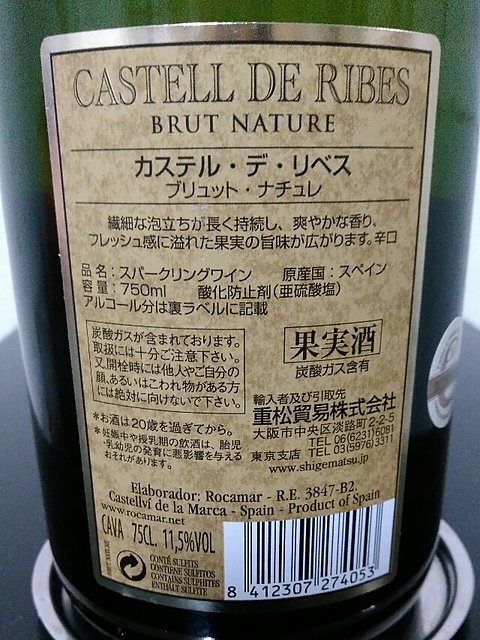 CASTELL DE RIBES
BRUT NATURE
カステル・デ・リベス
ブリュット・ナチュレ
繊細な泡立ちが長く持続し、爽やかな香り、
フレッシュ感に溢れた果実の旨味が広がります。辛口
品名：スパークリングワイン　原産国：スペイン
容量：750ml　酸化防止剤(亜硫酸塩)
アルコール分は裏ラベルに記載
炭酸ガスが含まれております。
取扱には十分ご注意下さい。
又、開栓時には他人やご自分の
顔、あるいはこわれ物がある方
には絶対に向けないで下さい。
果実酒
炭酸ガス含有
＊お酒は20歳を過ぎてから。
＊妊娠中や授乳期の飲酒は、胎児
・乳幼児の発育に悪影響を与える
おそれがあります。
輸入者及び引取先
重松貿易株式会社
大阪市中央区淡路町2-2-5
TEL 06(6231)6081
東京支店　TEL 03(5976)3311
www.shigematsu.jp
Elaborador: Rocamar - R.E. 3847-B2.
Castellví de la Marca - Spain - Product of Spain
www.rocamar.net
CAVA 75CL. 11,5%VOL
BRUT NATURE
CONTÉ SULFITS
CONTIENE SULFITOS
CONTAINS SULPHITES
ENTHÄLT SULFITE
8 412307 274053